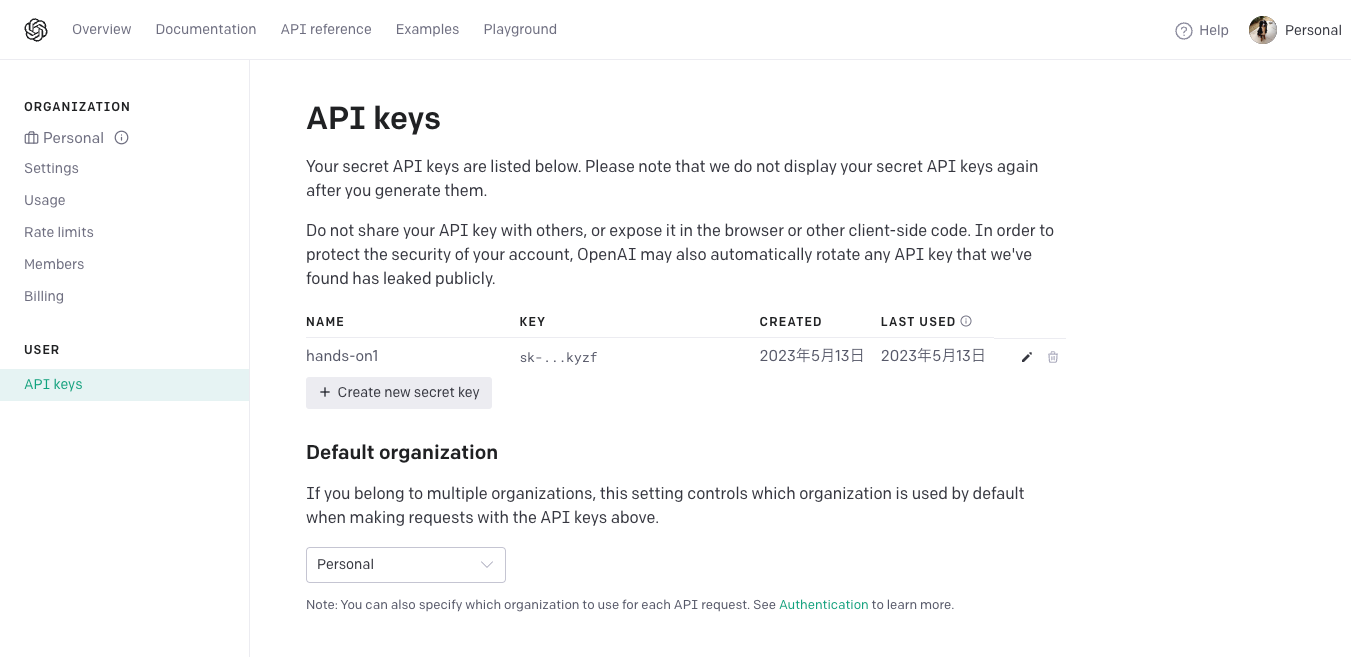 Overview Documentation API reference Examples Playground Help Personal
ORGANIZATION
Personal
Settings
Usage
Rate limits
Members
Billing
USER
API keys
API keys
Your secret API keys are listed below. Please note that we do not display your secret API keys again
after you generate them.
Do not share your API key with others, or expose it in the browser or other client-side code. In order to
protect the security of your account, OpenAI may also automatically rotate any API key that we've
found has leaked publicly.
NAME KEY CREATED LAST USED
hands-on1 sk-...kyzf 2023年5月13日 2023年5月13日
+ Create new secret key
Default organization
If you belong to multiple organizations, this setting controls which organization is used by default
when making requests with the API keys above.
Personal
Note: You can also specify which organization to use for each API request. See Authentication to learn more.